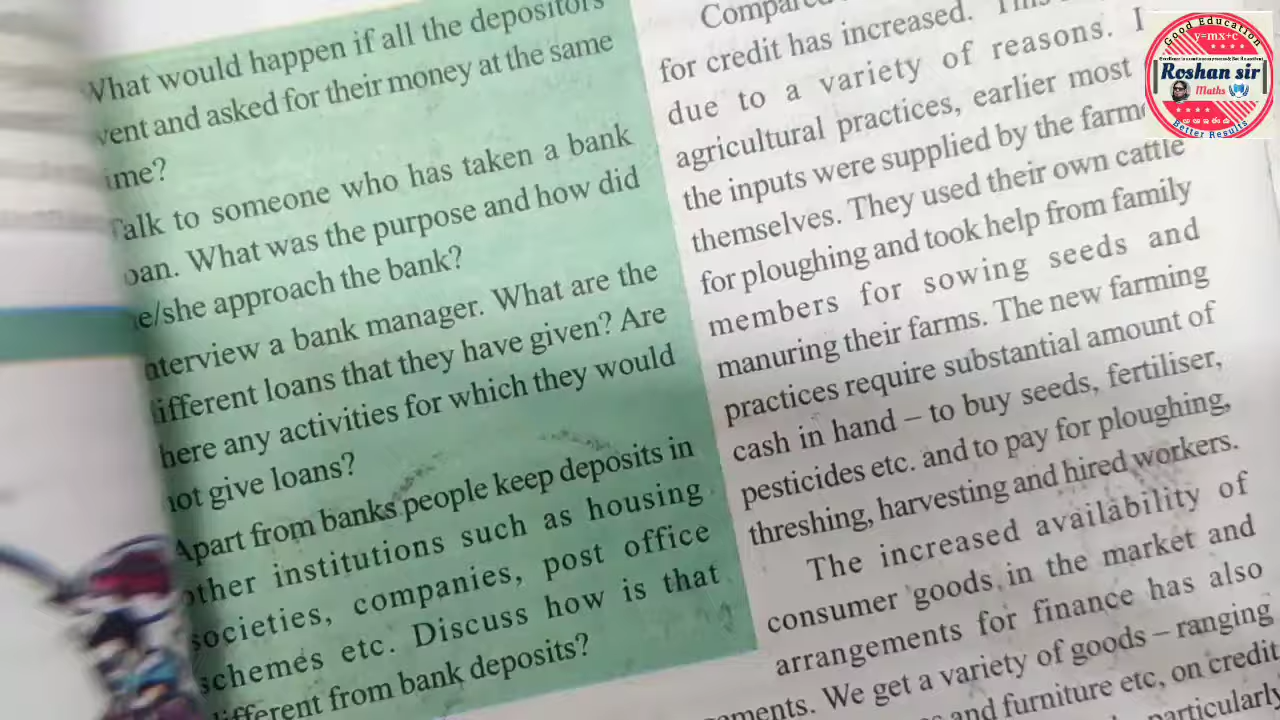 What would happen if all the depositors
went and asked for their money at the same
time?
Talk to someone who has taken a bank
loan. What was the purpose and how did
he/she approach the bank?
Interview a bank manager. What are the
different loans that they have given? Are
there any activities for which they would
not give loans?
Apart from banks people keep deposits in
other institutions such as housing
societies, companies, post office
schemes etc. Discuss how is that
different from bank deposits?
for credit has increased.
due to a variety of reasons. I
agricultural practices, earlier most
the inputs were supplied by the
themselves. They used their own cattle
for ploughing and took help from family
members for sowing seeds and
manuring their farms. The new farming
practices require substantial amount of
cash in hand – to buy seeds, fertiliser,
pesticides etc. and to pay for ploughing,
threshing, harvesting and hired workers.
The increased availability of
consumer goods in the market and
arrangements for finance has also
We get a variety of goods – ranging
and furniture etc, on credit
particularly
Good Education
y=mx+c
Roshan sir
Maths
Better Results